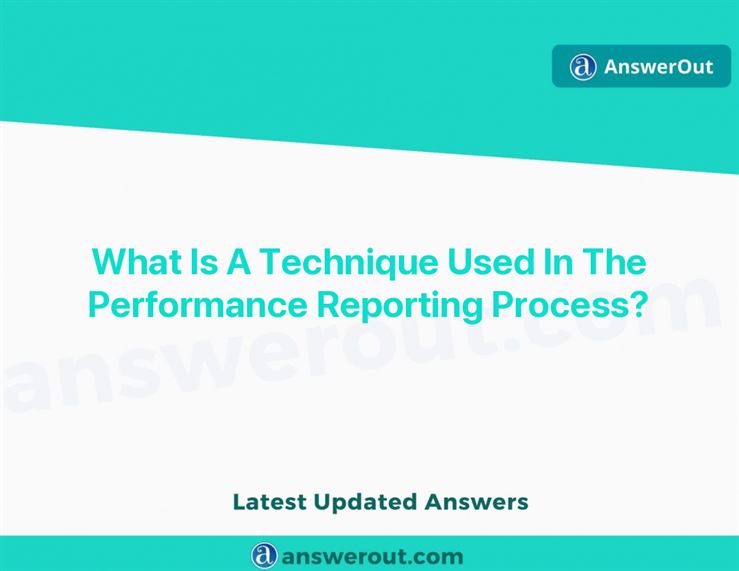 AnswerOut
What Is A Technique Used In The
Performance Reporting Process?
answerout.com
Latest Updated Answers
answerout.com